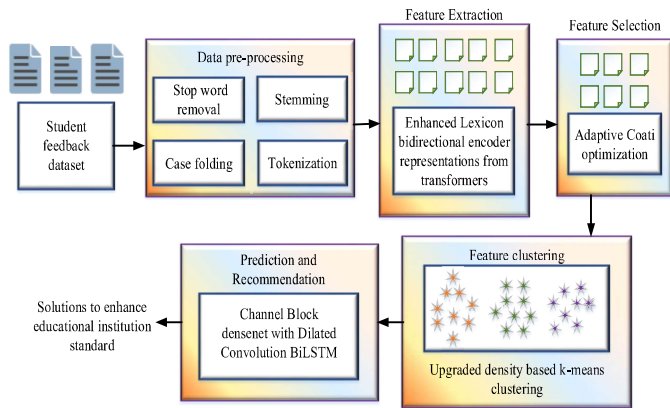 Student
feedback
dataset
Data pre-processing
Stop word
removal
Stemming
Case folding
Tokenization
Feature Extraction
Enhanced Lexicon
bidirectional encoder
representations from
transformers
Feature Selection
Adaptive Coati
optimization
Feature clustering
Upgraded density based k-means
clustering
Prediction and
Recommendation
Channel Block
densenet with Dilated
Convolution BiLSTM
Solutions to enhance
educational institution
standard